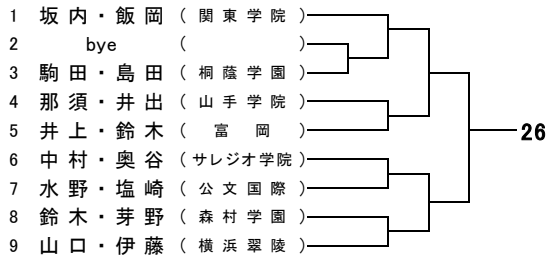 1 坂内・飯岡 (関東学院)
2 bye ( )
3 駒田・島田 (桐蔭学園)
4 那須・井出 (山手学院)
5 井上・鈴木 (富岡)
26
6 中村・奥谷 (サレジオ学院)
7 水野・塩崎 (公文国際)
8 鈴木・芽野 (森村学園)
9 山口・伊藤 (横浜翠陵)